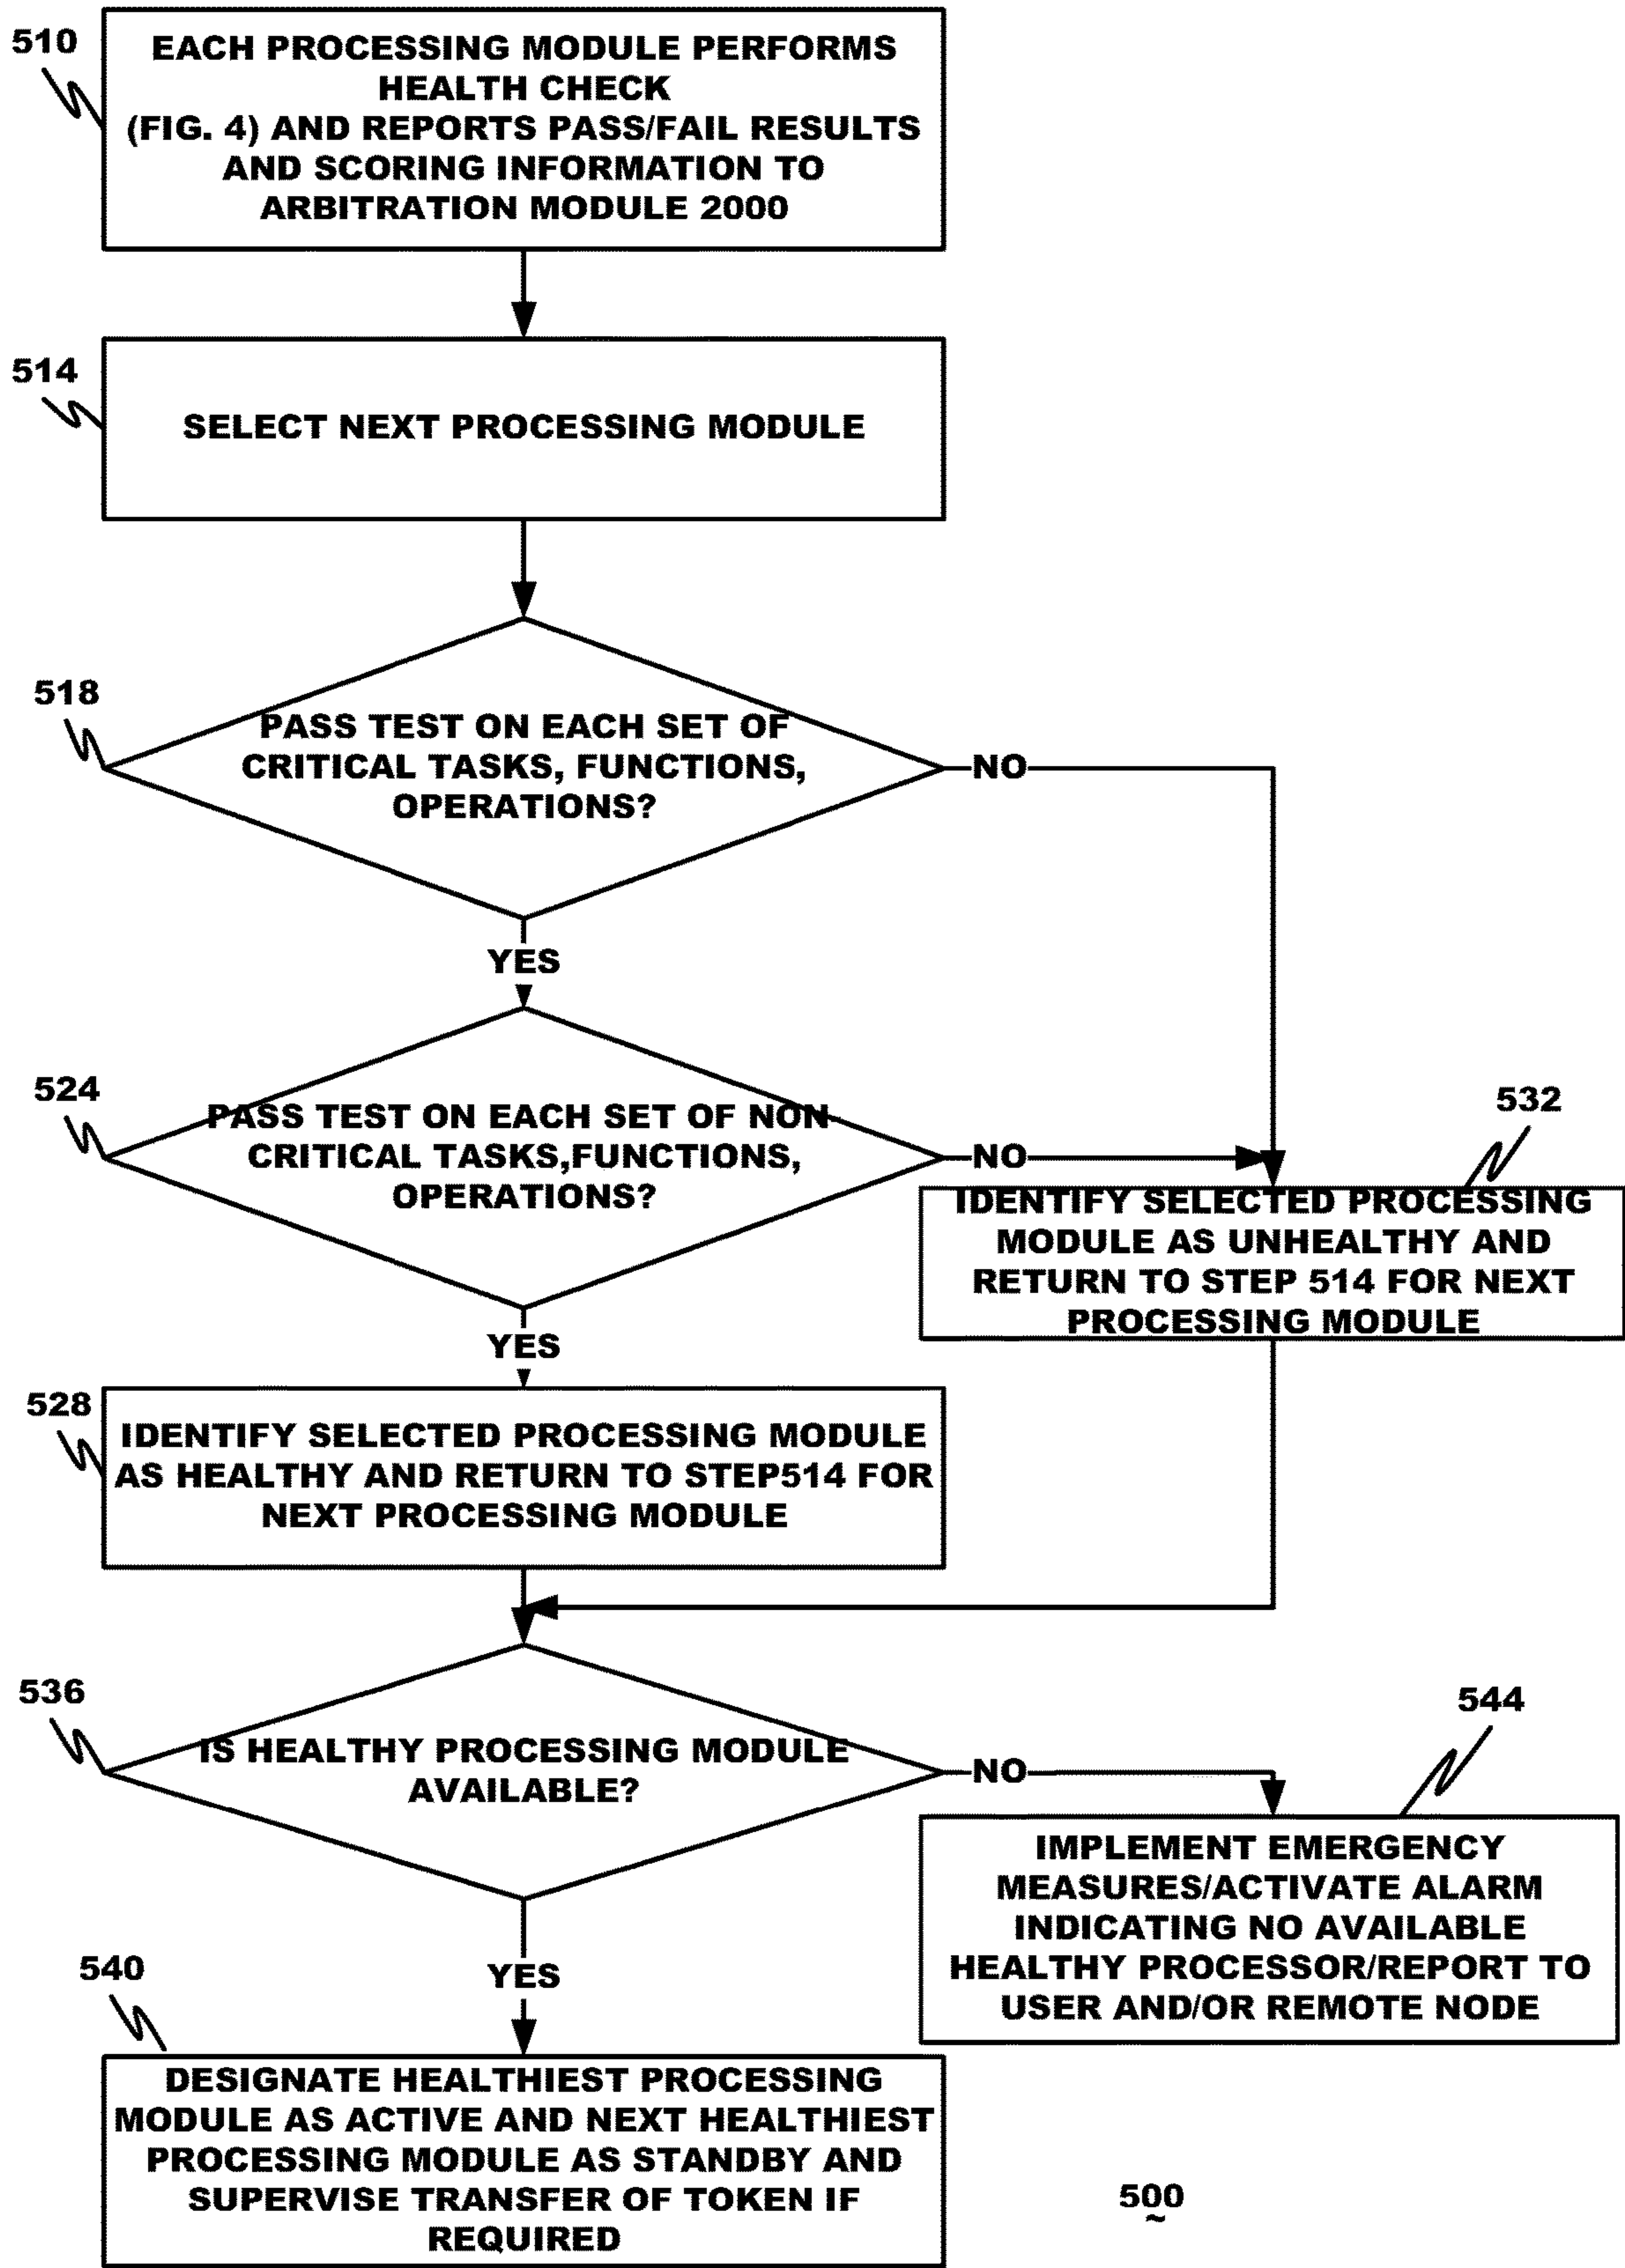 510
EACH PROCESSING MODULE PERFORMS
HEALTH CHECK
(FIG. 4) AND REPORTS PASS/FAIL RESULTS
AND SCORING INFORMATION TO
ARBITRATION MODULE 2000
514
SELECT NEXT PROCESSING MODULE
518
PASS TEST ON EACH SET OF
CRITICAL TASKS, FUNCTIONS,
OPERATIONS?
NO
YES
524
PASS TEST ON EACH SET OF NON
CRITICAL TASKS,FUNCTIONS,
OPERATIONS?
NO
532
IDENTIFY SELECTED PROCESSING
MODULE AS UNHEALTHY AND
RETURN TO STEP 514 FOR NEXT
PROCESSING MODULE
YES
528
IDENTIFY SELECTED PROCESSING MODULE
AS HEALTHY AND RETURN TO STEP514 FOR
NEXT PROCESSING MODULE
536
IS HEALTHY PROCESSING MODULE
AVAILABLE?
NO
544
IMPLEMENT EMERGENCY
MEASURES/ACTIVATE ALARM
INDICATING NO AVAILABLE
HEALTHY PROCESSOR/REPORT TO
USER AND/OR REMOTE NODE
YES
540
DESIGNATE HEALTHIEST PROCESSING
MODULE AS ACTIVE AND NEXT HEALTHIEST
PROCESSING MODULE AS STANDBY AND
SUPERVISE TRANSFER OF TOKEN IF
REQUIRED
500